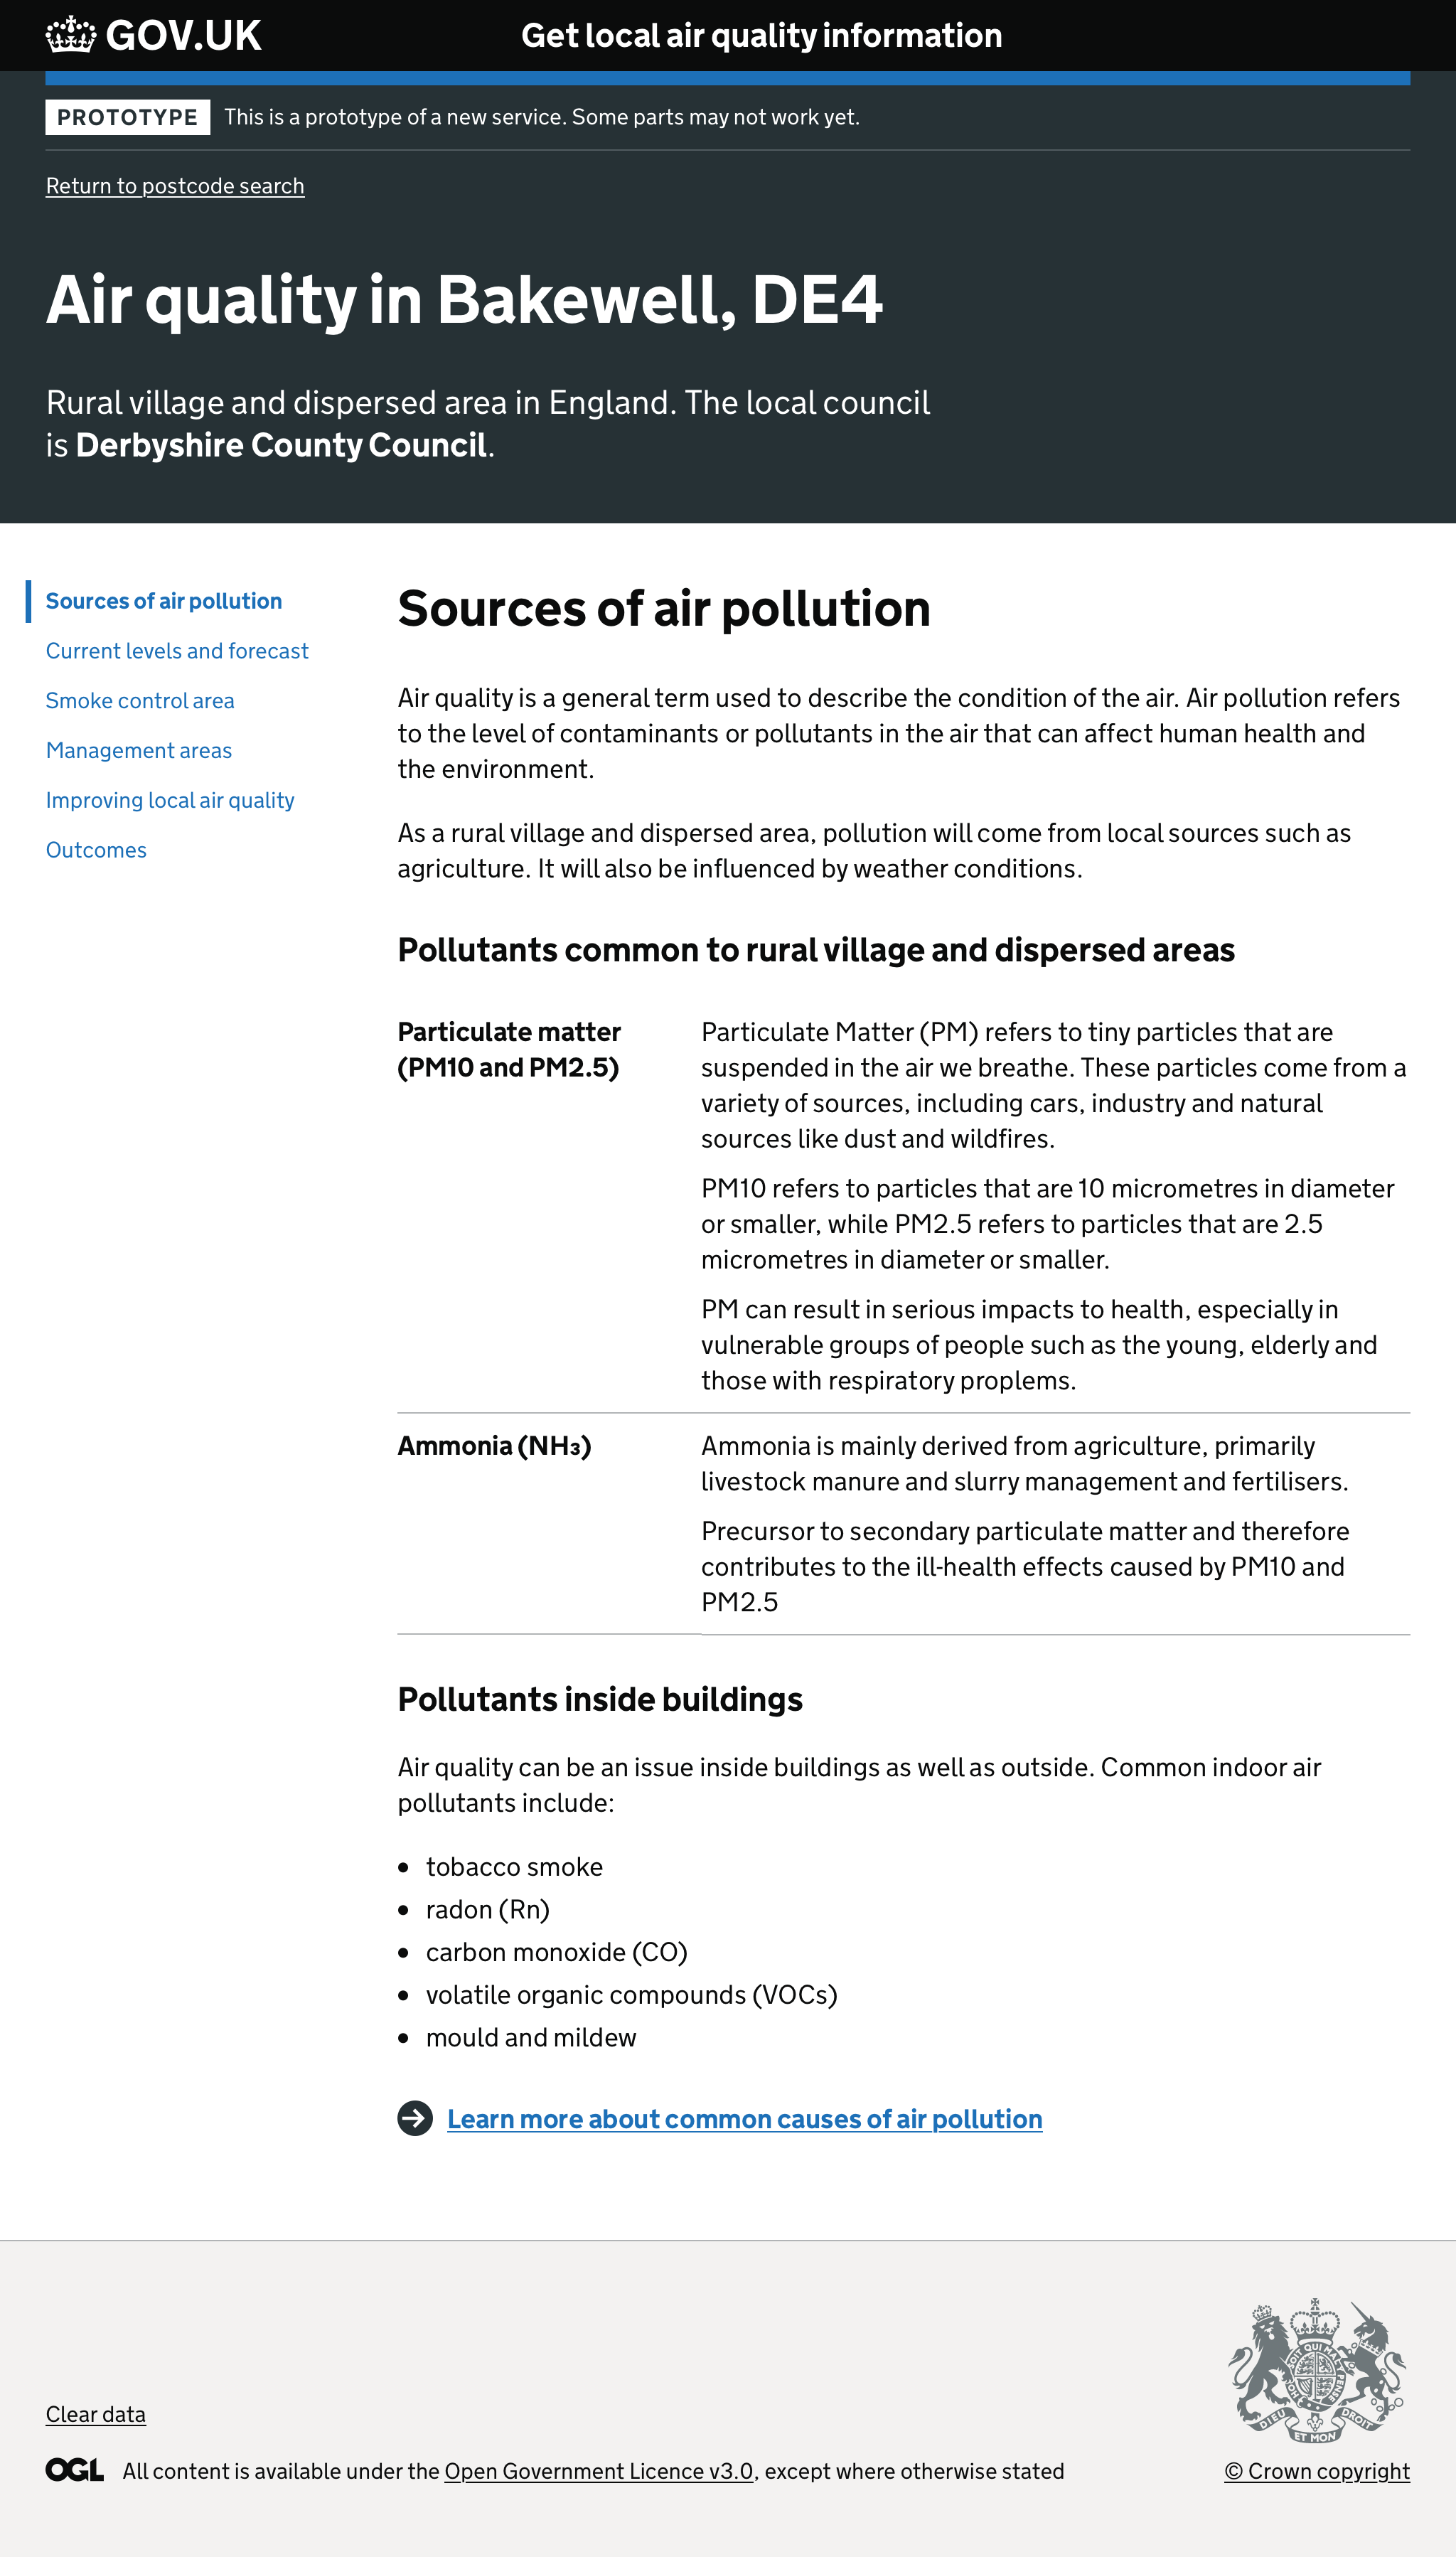 GOV.UK
Get local air quality information
PROTOTYPE This is a prototype of a new service. Some parts may not work yet.
Return to postcode search
Air quality in Bakewell, DE4
Rural village and dispersed area in England. The local council
is Derbyshire County Council.
Sources of air pollution
Current levels and forecast
Smoke control area
Management areas
Improving local air quality
Outcomes
Sources of air pollution
Air quality is a general term used to describe the condition of the air. Air pollution refers
to the level of contaminants or pollutants in the air that can affect human health and
the environment.
As a rural village and dispersed area, pollution will come from local sources such as
agriculture. It will also be influenced by weather conditions.
Pollutants common to rural village and dispersed areas
Particulate matter
(PM10 and PM2.5)
Particulate Matter (PM) refers to tiny particles that are
suspended in the air we breathe. These particles come from a
variety of sources, including cars, industry and natural
sources like dust and wildfires.
PM10 refers to particles that are 10 micrometres in diameter
or smaller, while PM2.5 refers to particles that are 2.5
micrometres in diameter or smaller.
PM can result in serious impacts to health, especially in
vulnerable groups of people such as the young, elderly and
those with respiratory proplems.
Ammonia (NH₃)
Ammonia is mainly derived from agriculture, primarily
livestock manure and slurry management and fertilisers.
Precursor to secondary particulate matter and therefore
contributes to the ill-health effects caused by PM10 and
PM2.5
Pollutants inside buildings
Air quality can be an issue inside buildings as well as outside. Common indoor air
pollutants include:
• tobacco smoke
• radon (Rn)
• carbon monoxide (CO)
• volatile organic compounds (VOCs)
• mould and mildew
Learn more about common causes of air pollution
DIEU ET MON DROIT
Clear data
OGL All content is available under the Open Government Licence v3.0, except where otherwise stated
© Crown copyright